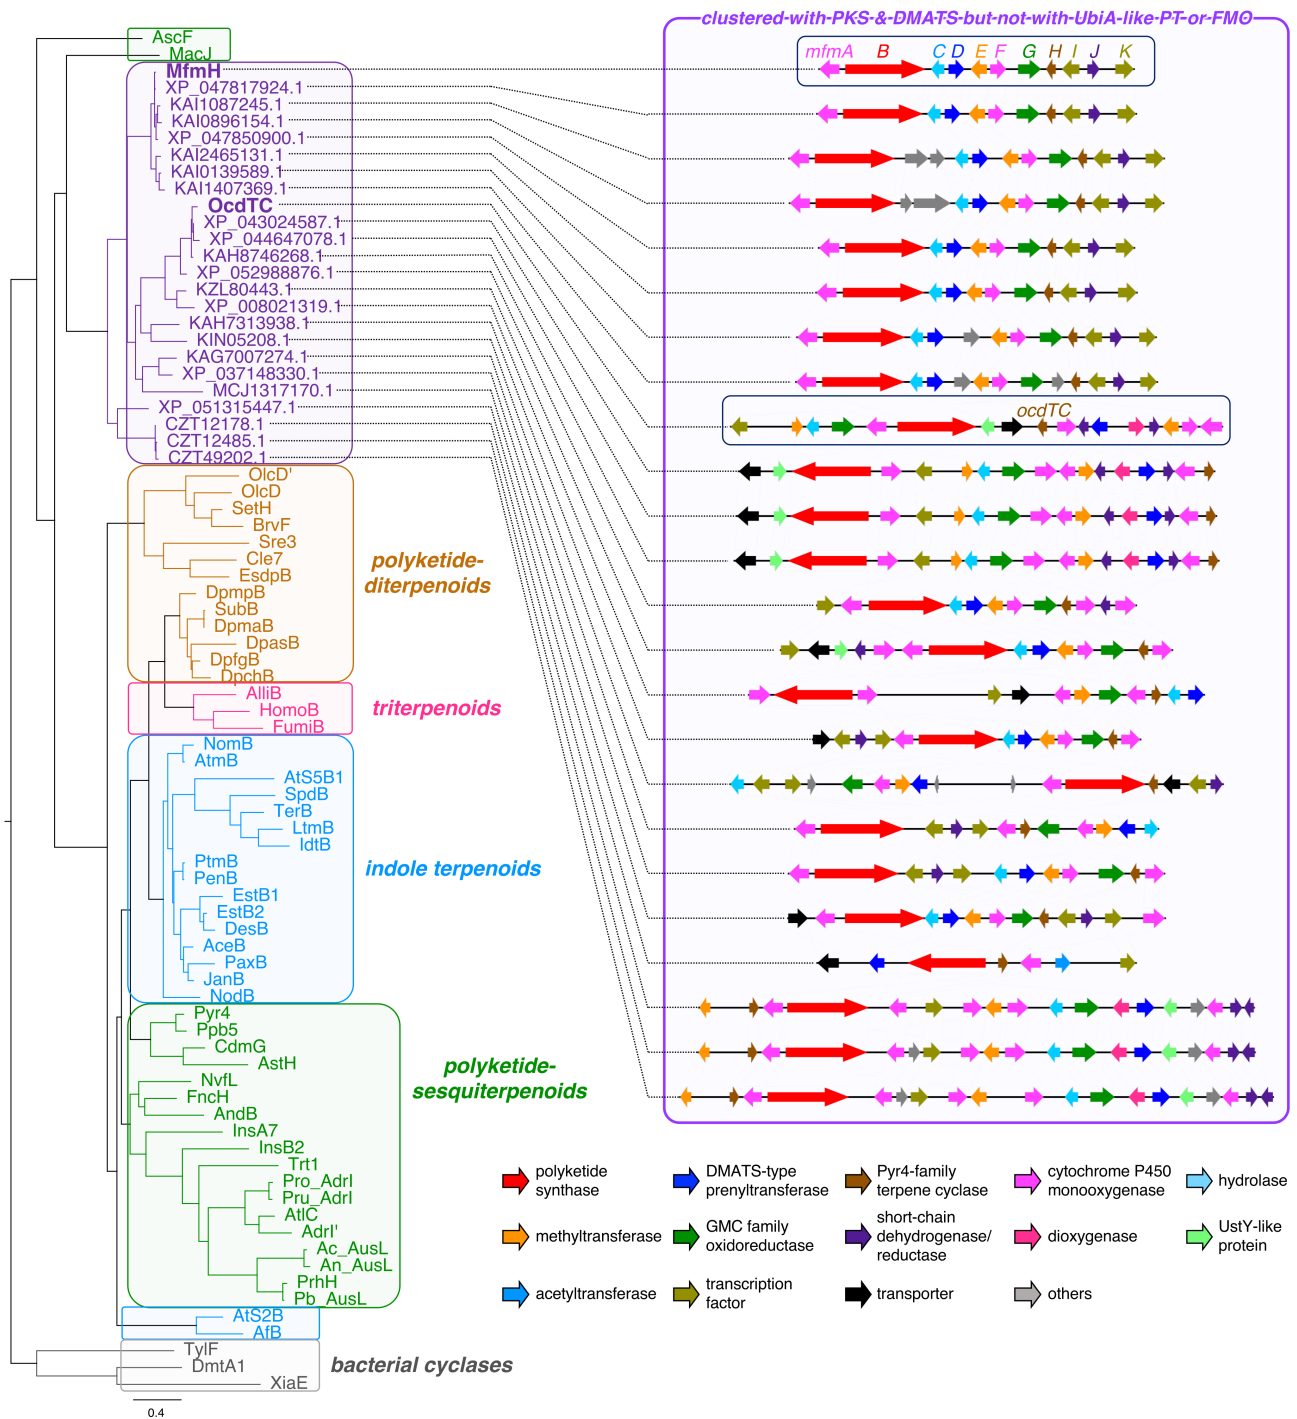 clustered-with-PKS-&-DMATS-but-not-with-UbiA-like-PT-or-FMO
mfmA B C D E F G H I J K
AscF
MacJ
MfmH
XP_047817924.1
KAI1087245.1
KAI0896154.1
XP_047850900.1
KAI2465131.1
KAI0139589.1
KAI1407369.1
OcdTC
XP_043024587.1
XP_044647078.1
KAH8746268.1
XP_052988876.1
KZL80443.1
XP_008021319.1
KAH7313938.1
KIN05208.1
KAG7007274.1
XP_037148330.1
MCJ1317170.1
XP_051315447.1
CZT12178.1
CZT12485.1
CZT49202.1
ocdTC
OlcD'
OlcD
SetH
BrvF
Sre3
Cle7
EsdpB
DpmpB
SubB
DpmaB
DpasB
DpfgB
DpchB
polyketide-
diterpenoids
AlliB
HomoB
FumiB
triterpenoids
NomB
AtmB
AtS5B1
SpdB
TerB
LtmB
IdtB
PtmB
PenB
EstB1
EstB2
DesB
AceB
PaxB
JanB
NodB
indole terpenoids
Pyr4
Ppb5
CdmG
AstH
NvfL
FncH
AndB
InsA7
InsB2
Trt1
Pro_AdrI
Pru_AdrI
AtlC
AdrI'
Ac_AusL
An_AusL
PrhH
Pb_AusL
polyketide-
sesquiterpenoids
AtS2B
AfB
TylF
DmtA1
XiaE
bacterial cyclases
0.4
polyketide
synthase
DMATS-type
prenyltransferase
Pyr4-family
terpene cyclase
cytochrome P450
monooxygenase
hydrolase
methyltransferase
GMC family
oxidoreductase
short-chain
dehydrogenase/
reductase
dioxygenase
UstY-like
protein
acetyltransferase
transcription
factor
transporter
others